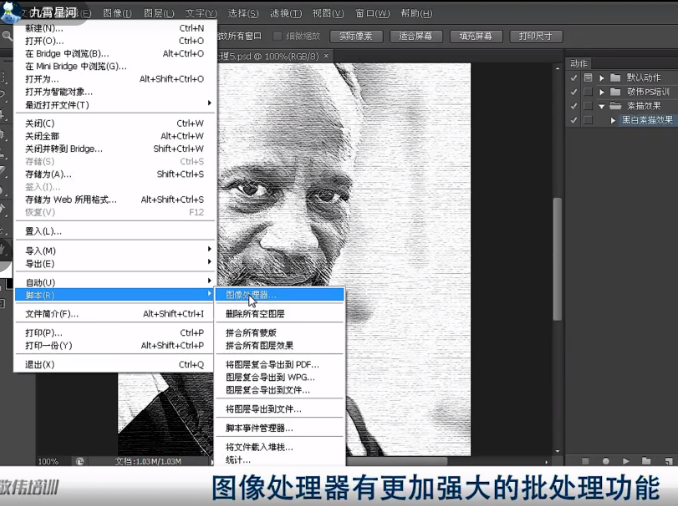 九霄星河
图像(I) 图层(L) 文字(Y) 选择(S) 滤镜(T) 视图(V) 窗口(W) 帮助(H)
放所有窗口 细微缩放 实际像素 适合屏幕 填充屏幕 打印尺寸
理5.psd @ 100%(RGB/8) ×
新建(N)... Ctrl+N
打开(O)... Ctrl+O
在 Bridge 中浏览(B)... Alt+Ctrl+O
在 Mini Bridge 中浏览(G)...
打开为... Alt+Shift+Ctrl+O
打开为智能对象...
最近打开文件(T)
关闭(C) Ctrl+W
关闭全部 Alt+Ctrl+W
关闭并转到 Bridge... Shift+Ctrl+W
存储(S) Ctrl+S
存储为(A)... Shift+Ctrl+S
签入(I)...
存储为 Web 所用格式... Alt+Shift+Ctrl+S
恢复(V) F12
置入(L)...
导入(M)
导出(E)
自动(U)
脚本(R)
文件简介(F)... Alt+Shift+Ctrl+I
打印(P)... Ctrl+P
打印一份(Y) Alt+Shift+Ctrl+P
退出(X) Ctrl+Q
图像处理器...
删除所有空图层
拼合所有蒙版
拼合所有图层效果
将图层复合导出到 PDF...
图层复合导出到 WPG...
图层复合导出到文件...
将图层导出到文件...
脚本事件管理器...
将文件载入堆栈...
统计...
动作
默认动作
敬伟PS培训
素描效果
黑白素描效果
100% 文档:1.03M/1.03M
敬伟培训
图像处理器有更加强大的批处理功能